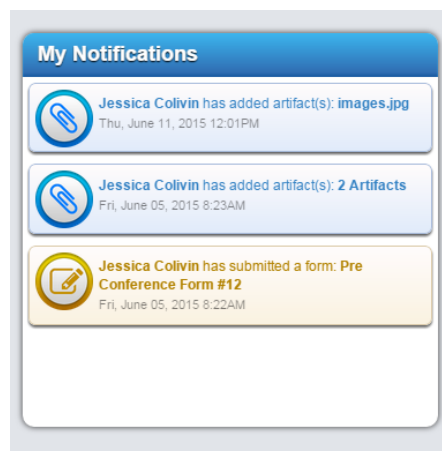 My Notifications
Jessica Colivin has added artifact(s): images.jpg
Thu, June 11, 2015 12:01PM
Jessica Colivin has added artifact(s): 2 Artifacts
Fri, June 05, 2015 8:23AM
Jessica Colivin has submitted a form: Pre
Conference Form #12
Fri, June 05, 2015 8:22AM